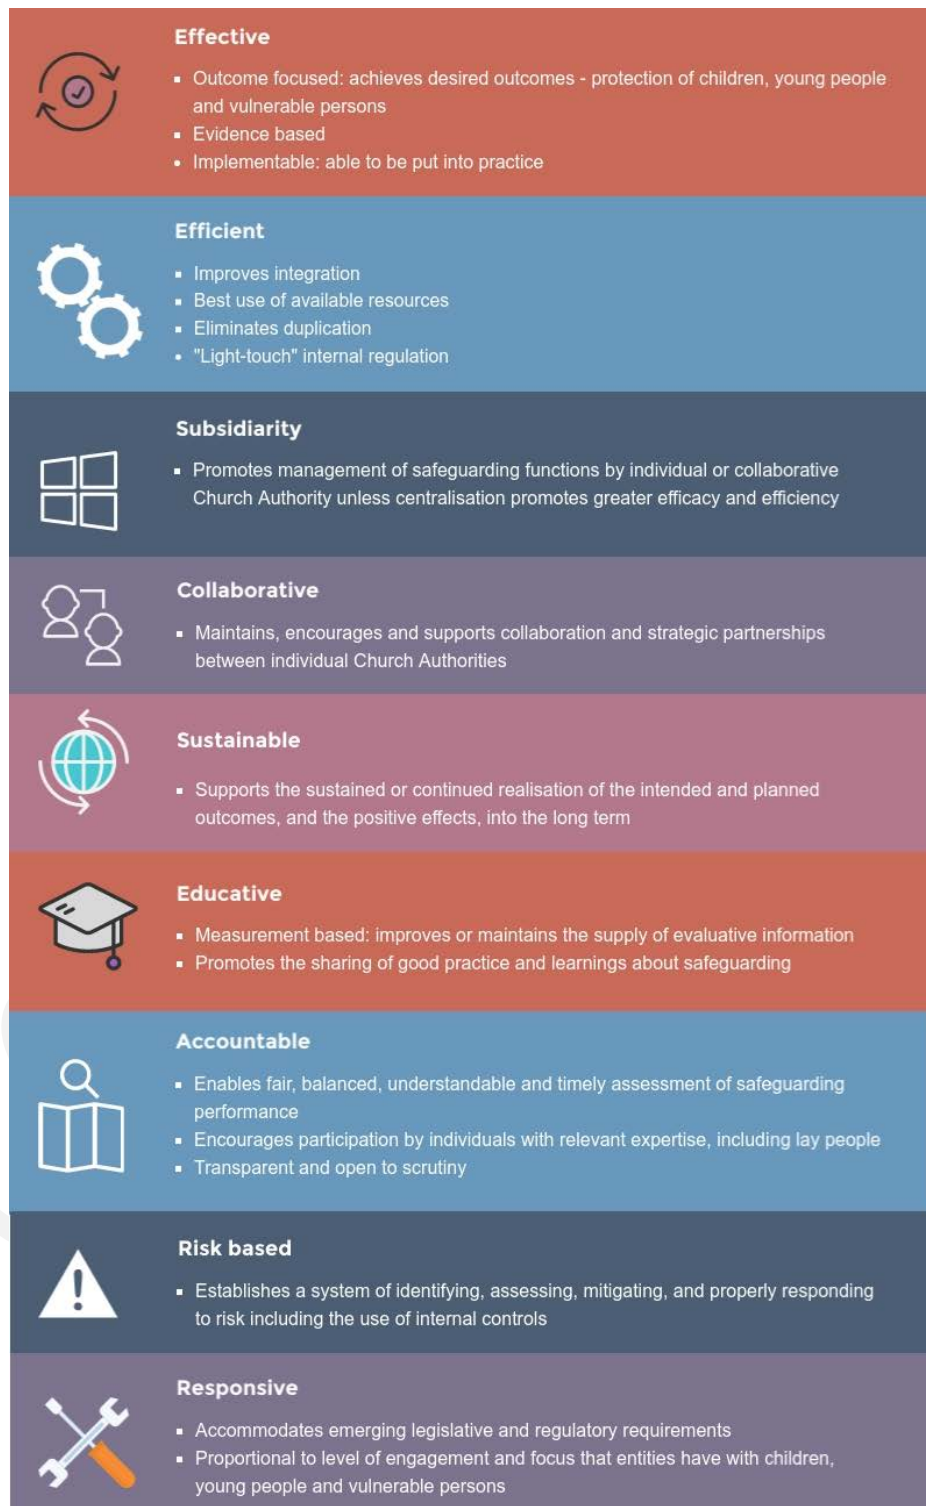 Effective
▪ Outcome focused: achieves desired outcomes - protection of children, young people
and vulnerable persons
▪ Evidence based
• Implementable: able to be put into practice
Efficient
▪ Improves integration
▪ Best use of available resources
▪ Eliminates duplication
• "Light-touch" internal regulation
Subsidiarity
▪ Promotes management of safeguarding functions by individual or collaborative
Church Authority unless centralisation promotes greater efficacy and efficiency
Collaborative
▪ Maintains, encourages and supports collaboration and strategic partnerships
between individual Church Authorities
Sustainable
▪ Supports the sustained or continued realisation of the intended and planned
outcomes, and the positive effects, into the long term
Educative
▪ Measurement based: improves or maintains the supply of evaluative information
▪ Promotes the sharing of good practice and learnings about safeguarding
Accountable
▪ Enables fair, balanced, understandable and timely assessment of safeguarding
performance
▪ Encourages participation by individuals with relevant expertise, including lay people
▪ Transparent and open to scrutiny
Risk based
▪ Establishes a system of identifying, assessing, mitigating, and properly responding
to risk including the use of internal controls
Responsive
▪ Accommodates emerging legislative and regulatory requirements
▪ Proportional to level of engagement and focus that entities have with children,
young people and vulnerable persons